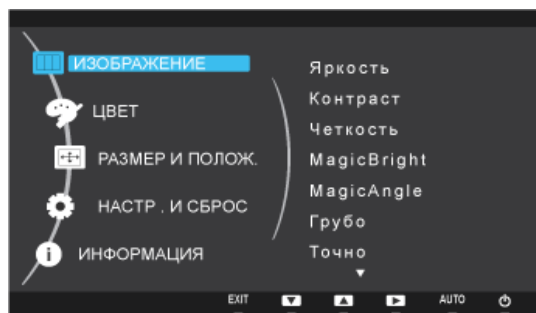 ИЗОБРАЖЕНИЕ
ЦВЕТ
РАЗМЕР И ПОЛОЖ.
НАСТР . И СБРОС
ИНФОРМАЦИЯ
Яркость
Контраст
Четкость
MagicBright
MagicAngle
Грубо
Точно
EXIT AUTO